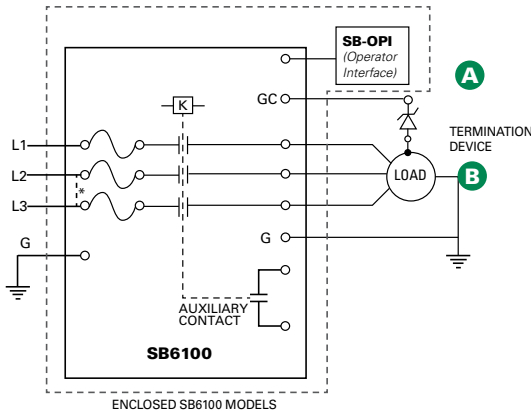 SB-OPI
(Operator
Interface)
A
K
GC
L1
TERMINATION
DEVICE
L2
LOAD
B
*
L3
G
G
AUXILIARY
CONTACT
SB6100
ENCLOSED SB6100 MODELS